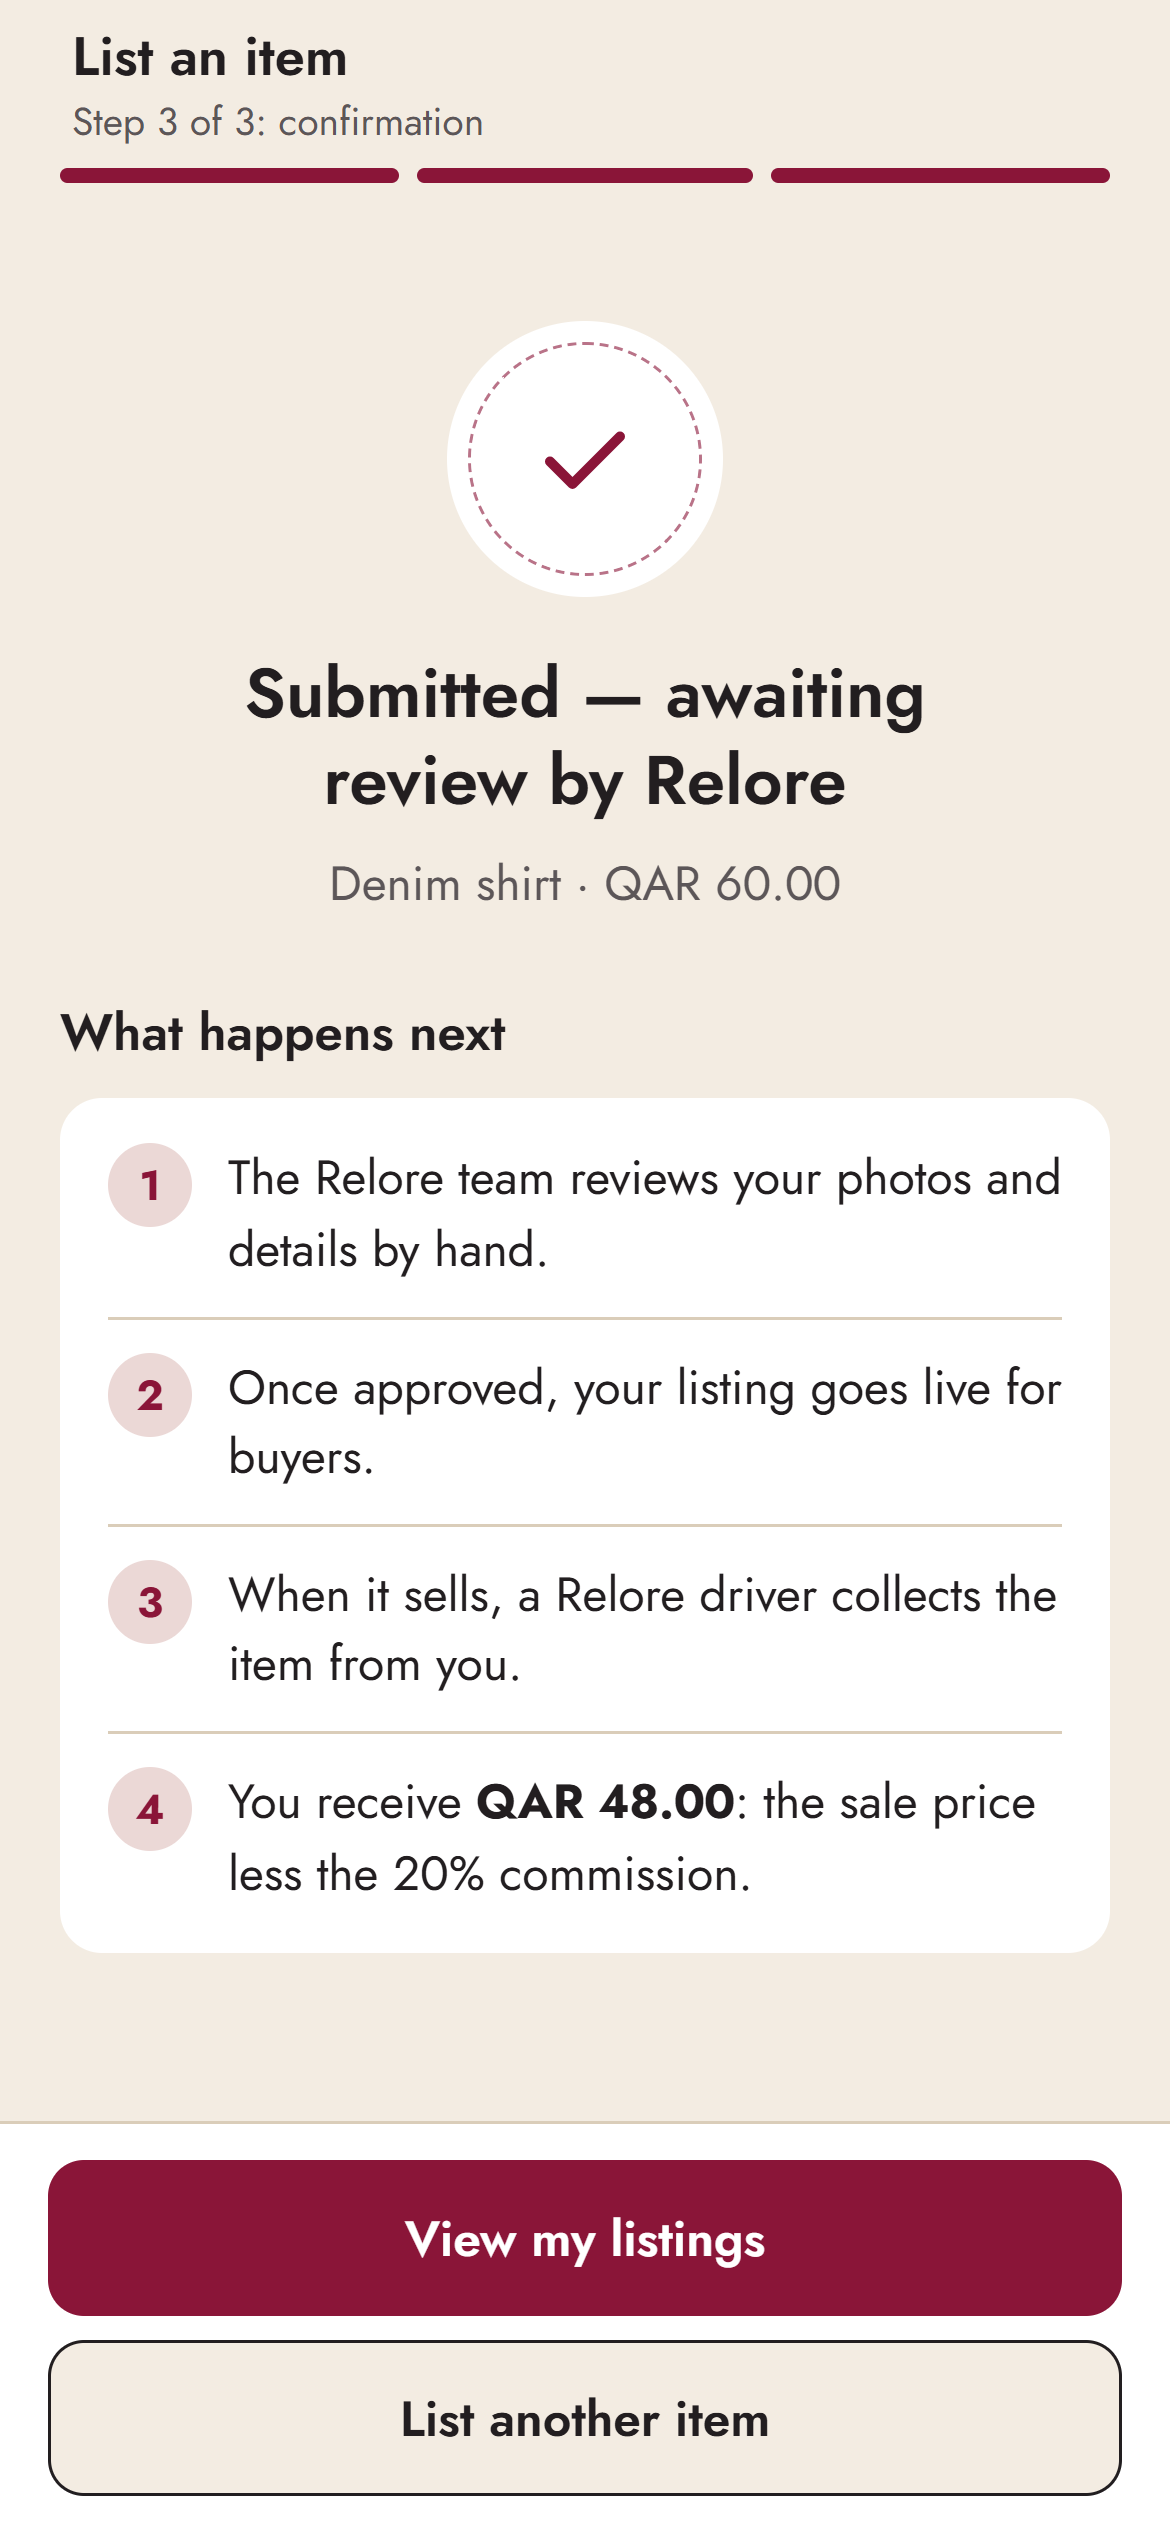 List an item
Step 3 of 3: confirmation
Submitted — awaiting
review by Relore
Denim shirt · QAR 60.00
What happens next
1
The Relore team reviews your photos and
details by hand.
2
Once approved, your listing goes live for
buyers.
3
When it sells, a Relore driver collects the
item from you.
4
You receive QAR 48.00: the sale price
less the 20% commission.
View my listings
List another item